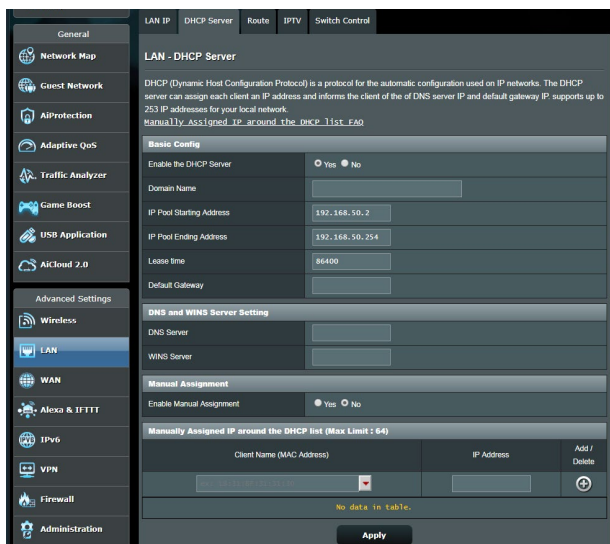 LAN IP DHCP Server Route IPTV Switch Control
General
Network Map
Guest Network
AiProtection
Adaptive QoS
Traffic Analyzer
Game Boost
USB Application
AiCloud 2.0
Advanced Settings
Wireless
LAN
WAN
Alexa & IFTTT
IPv6
VPN
Firewall
Administration
LAN - DHCP Server
DHCP (Dynamic Host Configuration Protocol) is a protocol for the automatic configuration used on IP networks. The DHCP
server can assign each client an IP address and informs the client of the of DNS server IP and default gateway IP. supports up to
253 IP addresses for your local network.
Manually Assigned IP around the DHCP list FAQ
Basic Config
Enable the DHCP Server Yes No
Domain Name
IP Pool Starting Address 192.168.50.2
IP Pool Ending Address 192.168.50.254
Lease time 86400
Default Gateway
DNS and WINS Server Setting
DNS Server
WINS Server
Manual Assignment
Enable Manual Assignment Yes No
Manually Assigned IP around the DHCP list (Max Limit : 64)
Client Name (MAC Address) IP Address Add /
Delete
No data in table.
Apply